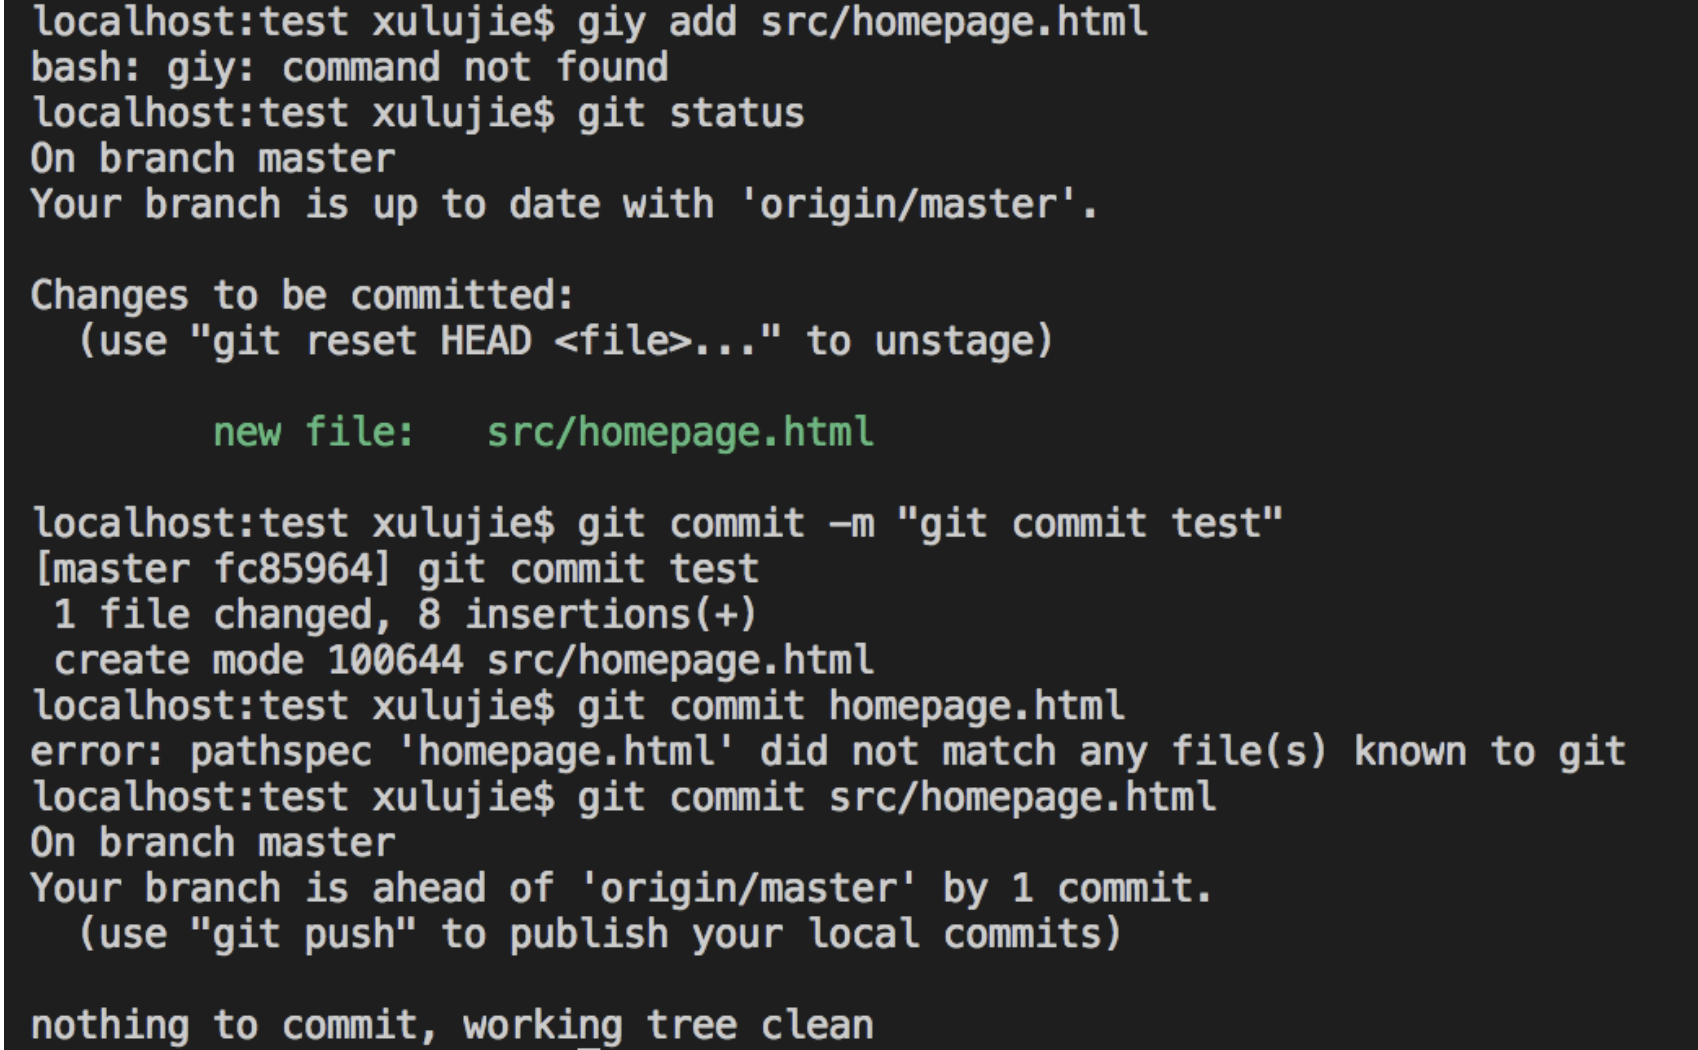 localhost:test xulujie$ giy add src/homepage.html
bash: giy: command not found
localhost:test xulujie$ git status
On branch master
Your branch is up to date with 'origin/master'.
Changes to be committed:
(use "git reset HEAD <file>..." to unstage)
new file:   src/homepage.html
localhost:test xulujie$ git commit -m "git commit test"
[master fc85964] git commit test
1 file changed, 8 insertions(+)
create mode 100644 src/homepage.html
localhost:test xulujie$ git commit homepage.html
error: pathspec 'homepage.html' did not match any file(s) known to git
localhost:test xulujie$ git commit src/homepage.html
On branch master
Your branch is ahead of 'origin/master' by 1 commit.
(use "git push" to publish your local commits)
nothing to commit, working tree clean